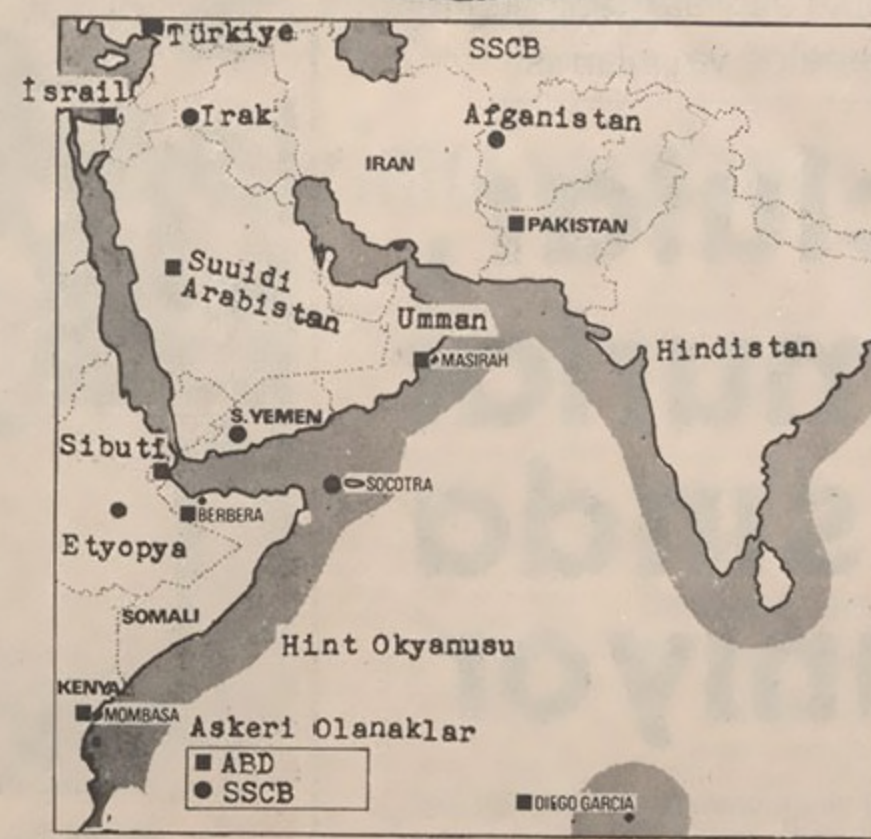 Türkiye
SSCB
İsrail
Irak
Afganistan
IRAN
PAKISTAN
Suuidi
Arabistan
Umman
MASIRAH
Hindistan
S.YEMEN
Sibuti
SOCOTRA
BERBERA
Etyopya
SOMALI
Hint Okyanusu
KENYA
MOMBASA
Askeri Olanaklar
ABD
SSCB
DIEGO GARCIA